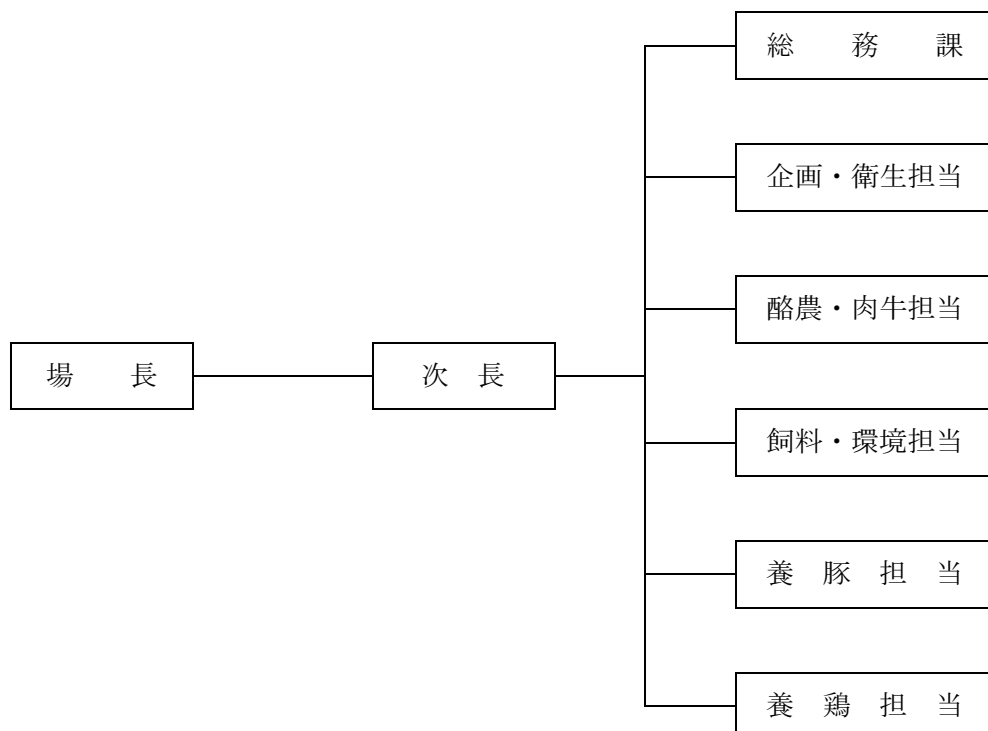 総務課
企画・衛生担当
酪農・肉牛担当
場長
次長
飼料・環境担当
養豚担当
養鶏担当